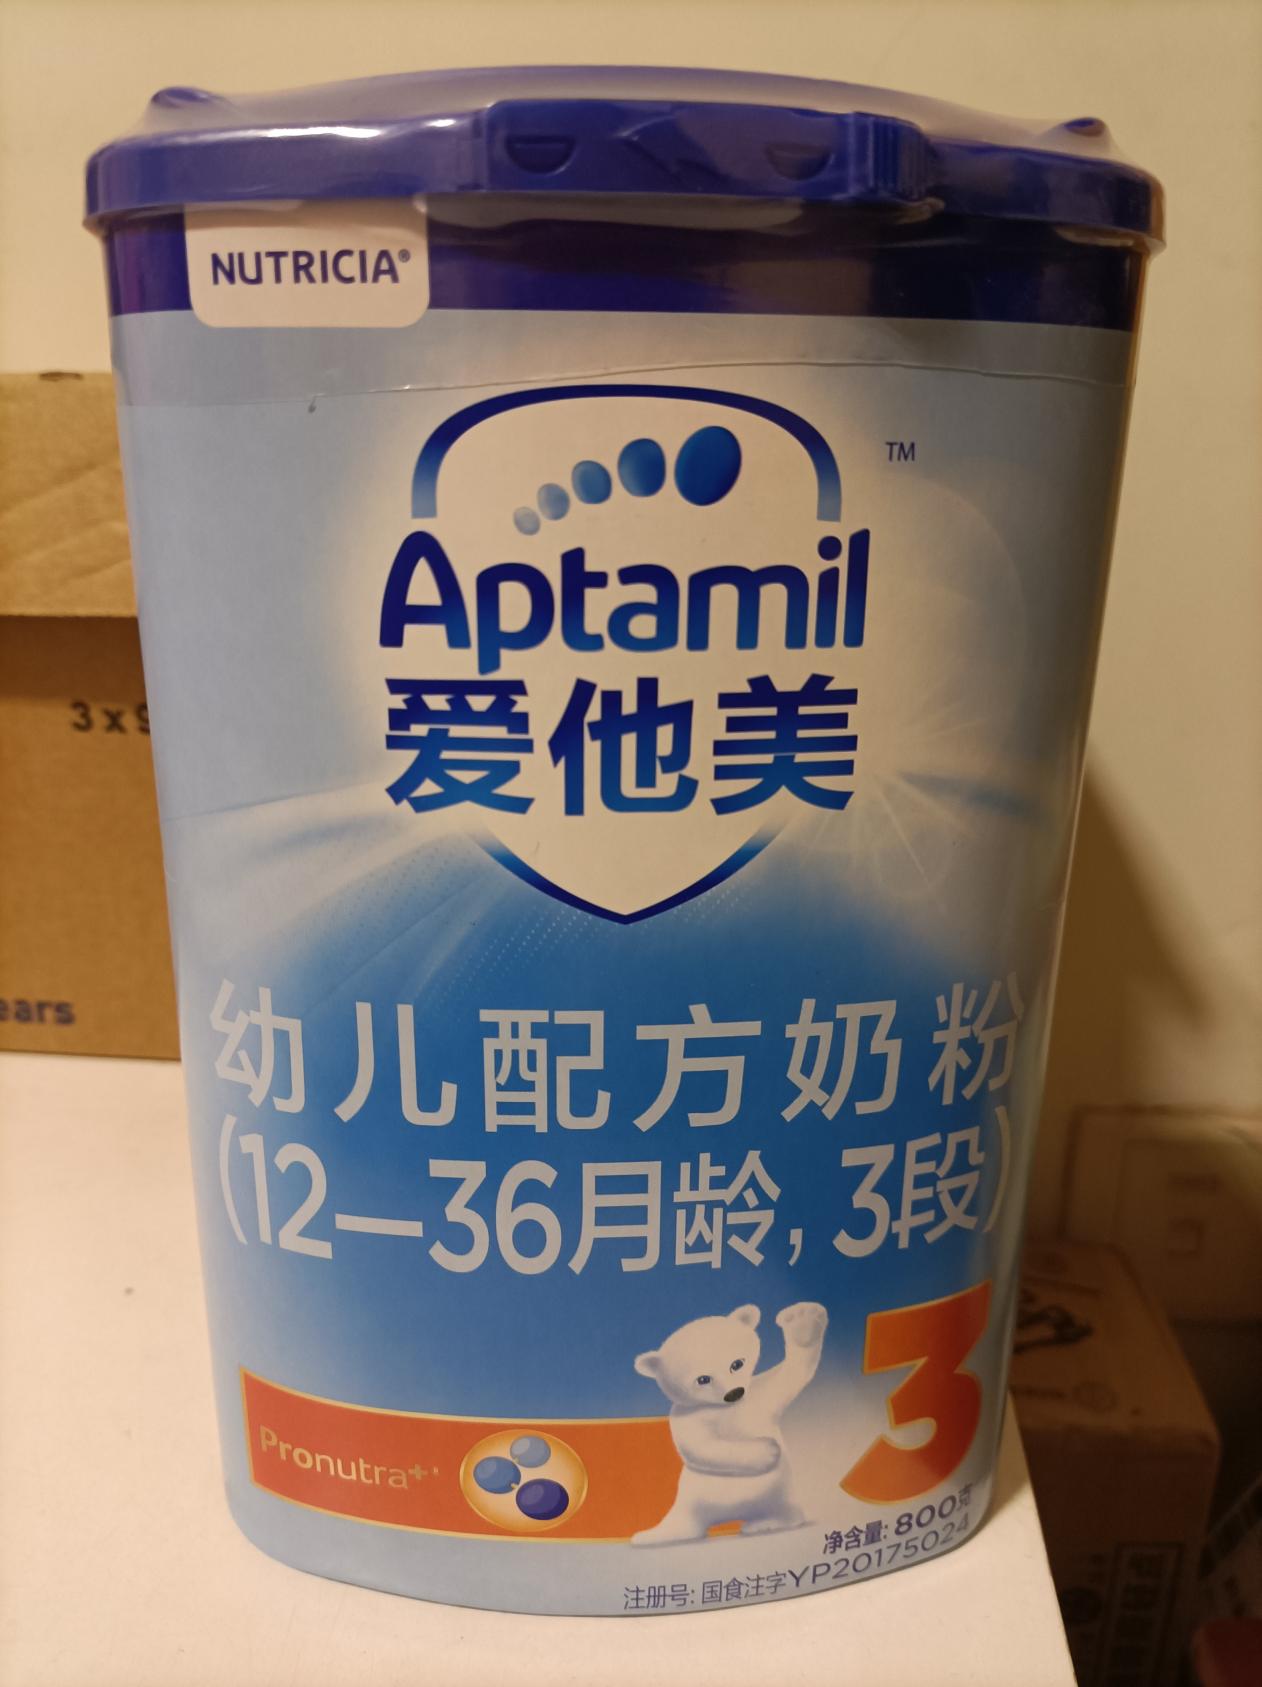 NUTRICIA®
TM
Aptamil
爱他美
幼儿配方奶粉
(12—36月龄, 3段)
3
Pronutra+
净含量: 800克
注册号: 国食注字YP20175024
3 x 9
ears